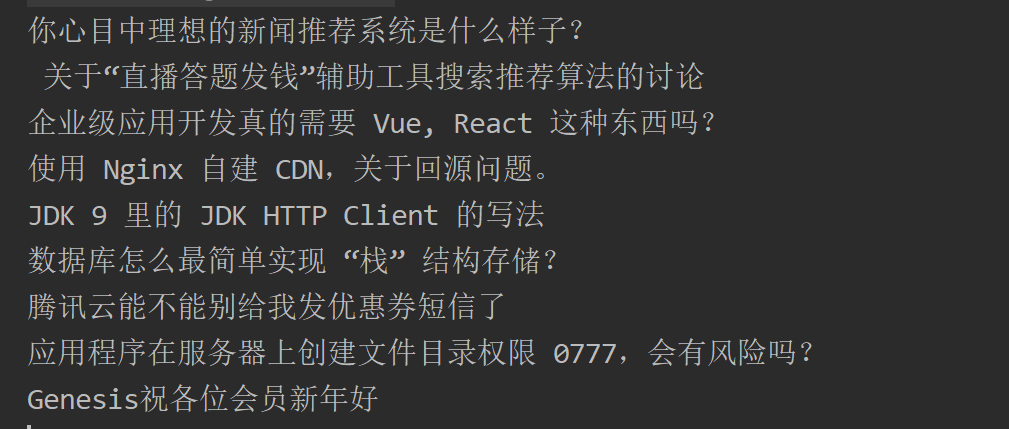 你心目中理想的新闻推荐系统是什么样子？
关于“直播答题发钱”辅助工具搜索推荐算法的讨论
企业级应用开发真的需要 Vue, React 这种东西吗？
使用 Nginx 自建 CDN，关于回源问题。
JDK 9 里的 JDK HTTP Client 的写法
数据库怎么最简单实现 “栈” 结构存储？
腾讯云能不能别给我发优惠券短信了
应用程序在服务器上创建文件目录权限 0777，会有风险吗？
Genesis祝各位会员新年好